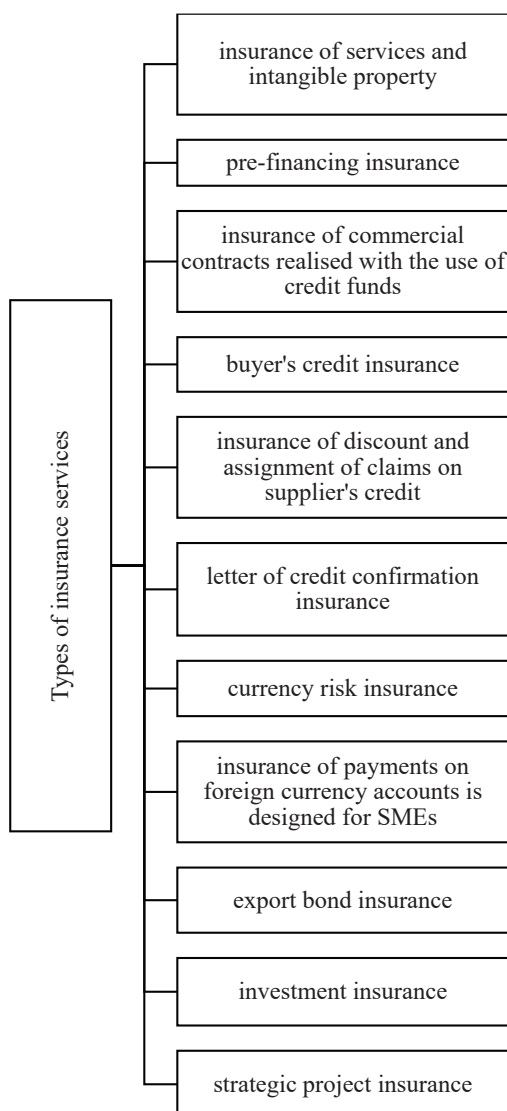 Types of insurance services
insurance of services and
intangible property
pre-financing insurance
insurance of commercial
contracts realised with the use of
credit funds
buyer's credit insurance
insurance of discount and
assignment of claims on
supplier's credit
letter of credit confirmation
insurance
currency risk insurance
insurance of payments on
foreign currency accounts is
designed for SMEs
export bond insurance
investment insurance
strategic project insurance